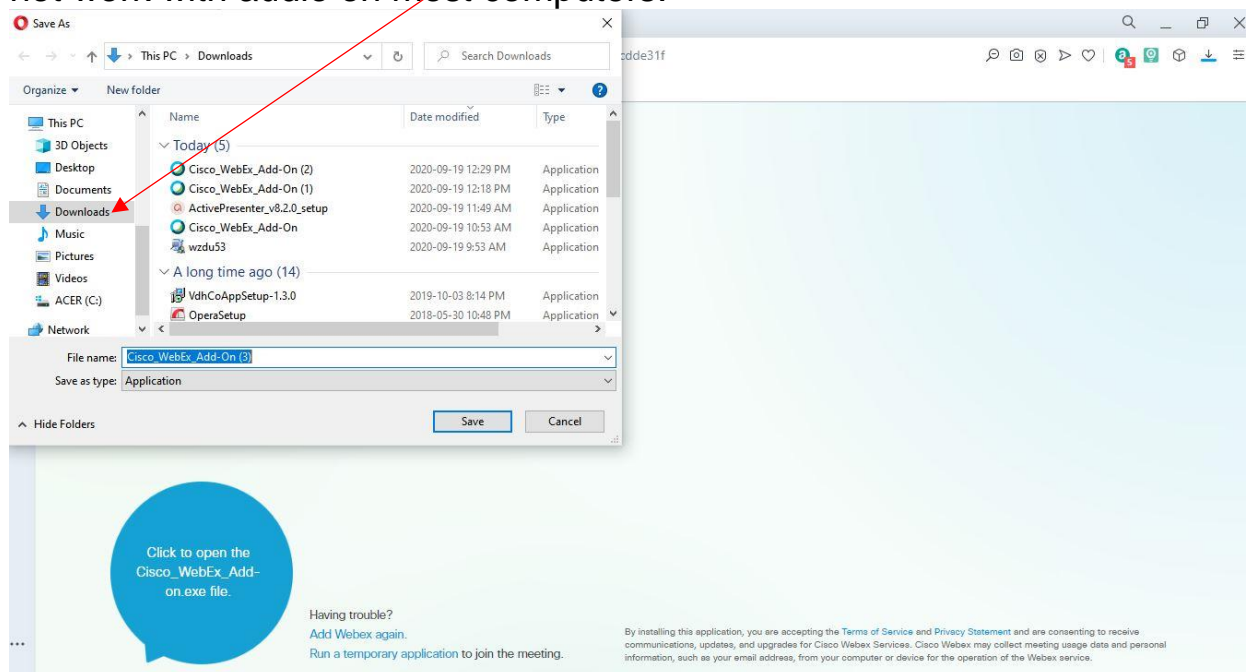 not work with audio on most computers.
Save As
This PC > Downloads
Search Downloads
cdde31f
5
Organize
New folder
This PC
3D Objects
Desktop
Documents
Downloads
Music
Pictures
Videos
ACER (C:)
Network
Name Date modified Type
Today (5)
Cisco_WebEx_Add-On (2) 2020-09-19 12:29 PM Application
Cisco_WebEx_Add-On (1) 2020-09-19 12:18 PM Application
ActivePresenter_v8.2.0_setup 2020-09-19 11:49 AM Application
Cisco_WebEx_Add-On 2020-09-19 10:53 AM Application
wzdu53 2020-09-19 9:53 AM Application
A long time ago (14)
VdhCoAppSetup-1.3.0 2019-10-03 8:14 PM Application
OperaSetup 2018-05-30 10:48 PM Application
File name: Cisco_WebEx_Add-On (3)
Save as type: Application
Hide Folders
Save Cancel
Click to open the
Cisco_WebEx_Add-
on.exe file.
Having trouble?
Add Webex again.
Run a temporary application to join the meeting.
By installing this application, you are accepting the Terms of Service and Privacy Statement and are consenting to receive
communications, updates, and upgrades for Cisco Webex Services. Cisco Webex may collect meeting usage data and personal
information, such as your email address, from your computer or device for the operation of the Webex service.